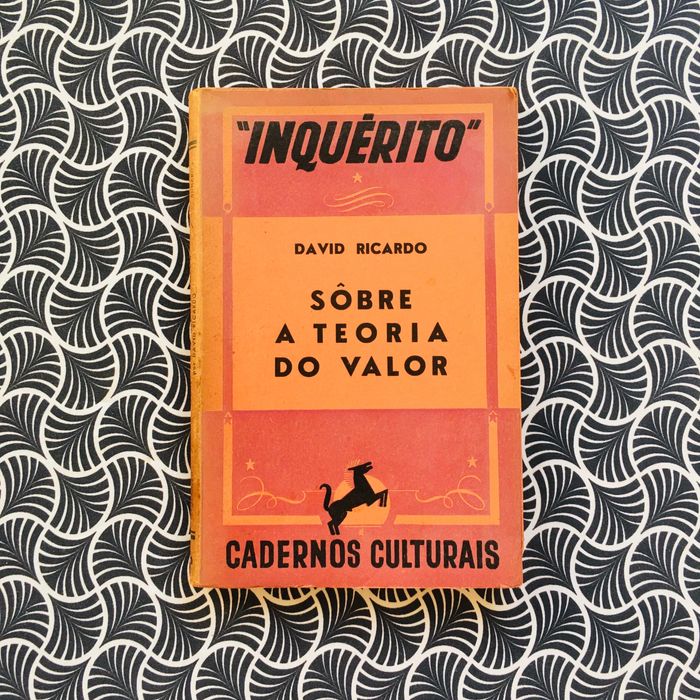 "INQUÉRITO"
DAVID RICARDO
SÔBRE
A TEORIA
DO VALOR
CADERNOS CULTURAIS